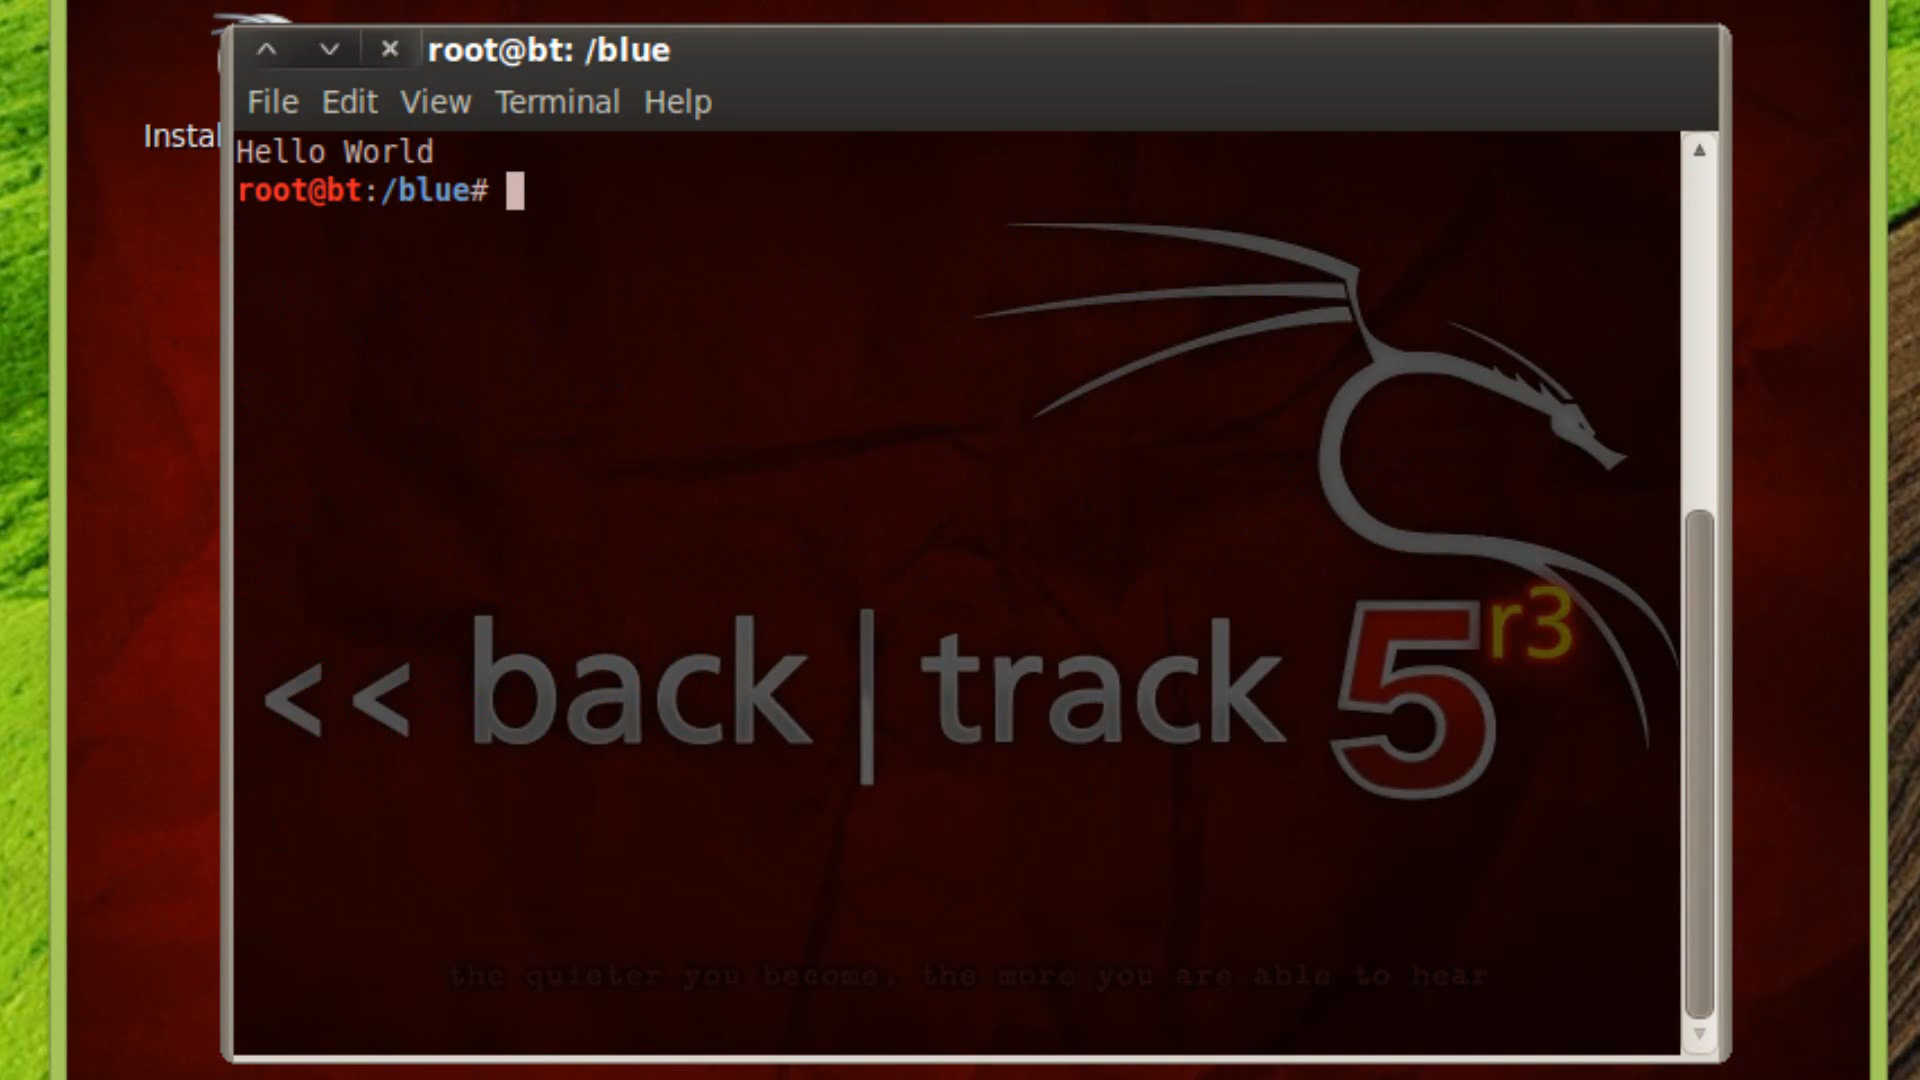 root@bt: /blue
File Edit View Terminal Help
Instal
Hello World
root@bt:/blue#
<< back | track 5 r3
the quieter you become, the more you are able to hear